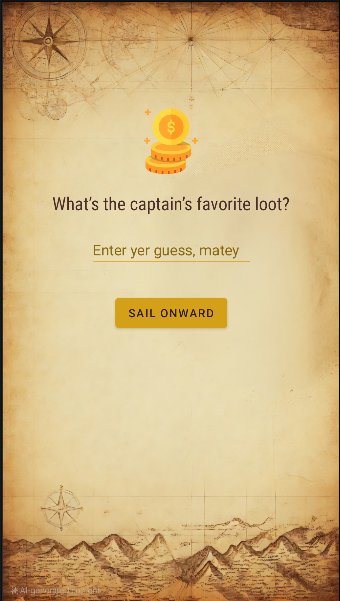 $
What's the captain's favorite loot?
Enter yer guess, matey
SAIL ONWARD